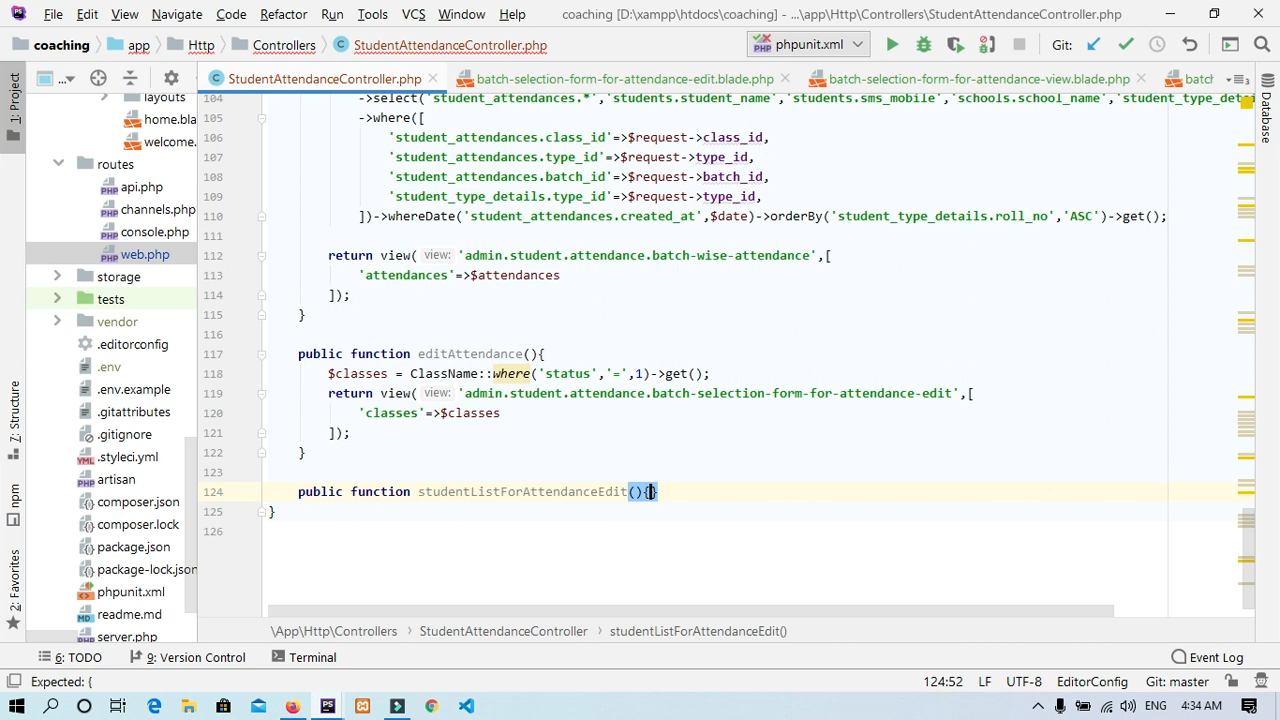 File Edit View Navigate Code Refactor Run Tools VCS Window Help coaching [D:\xampp\htdocs\coaching] - ...\app\Http\Controllers\StudentAttendanceController.php
coaching app Http Controllers StudentAttendanceController.php phpunit.xml Git:
StudentAttendanceController.php batch-selection-form-for-attendance-edit.blade.php batch-selection-form-for-attendance-view.blade.php batch
1: Project
Z: Structure
npm
2: Favorites
Database
layouts
home.bla
welcome.
routes
api.php
channels.php
console.php
web.php
storage
tests
vendor
.editorconfig
.env
.env.example
.gitattributes
.gitignore
.styleci.yml
artisan
composer.json
composer.lock
package.json
package-lock.json
phpunit.xml
readme.md
server.php
104 ->select('student_attendances.*','students.student_name','students.sms_mobile','schools.school_name','student_type_deta
105 ->where([
106 'student_attendances.class_id'=>$request->class_id,
107 'student_attendances.type_id'=>$request->type_id,
108 'student_attendances.batch_id'=>$request->batch_id,
109 'student_type_details.type_id'=>$request->type_id,
110 ])->whereDate('student_attendances.created_at',$date)->orderBy('student_type_details.roll_no','ASC')->get();
111
112 return view( view: 'admin.student.attendance.batch-wise-attendance',[
113 'attendances'=>$attendances
114 ]);
115 }
116
117 public function editAttendance(){
118 $classes = ClassName::where('status','=',1)->get();
119 return view( view: 'admin.student.attendance.batch-selection-form-for-attendance-edit',[
120 'classes'=>$classes
121 ]);
122 }
123
124 public function studentListForAttendanceEdit(){}
125 }
126
\App\Http\Controllers › StudentAttendanceController › studentListForAttendanceEdit()
6: TODO 9: Version Control Terminal Event Log
Expected: { 124:52 LF UTF-8 EditorConfig Git: master
ENG 4:34 AM